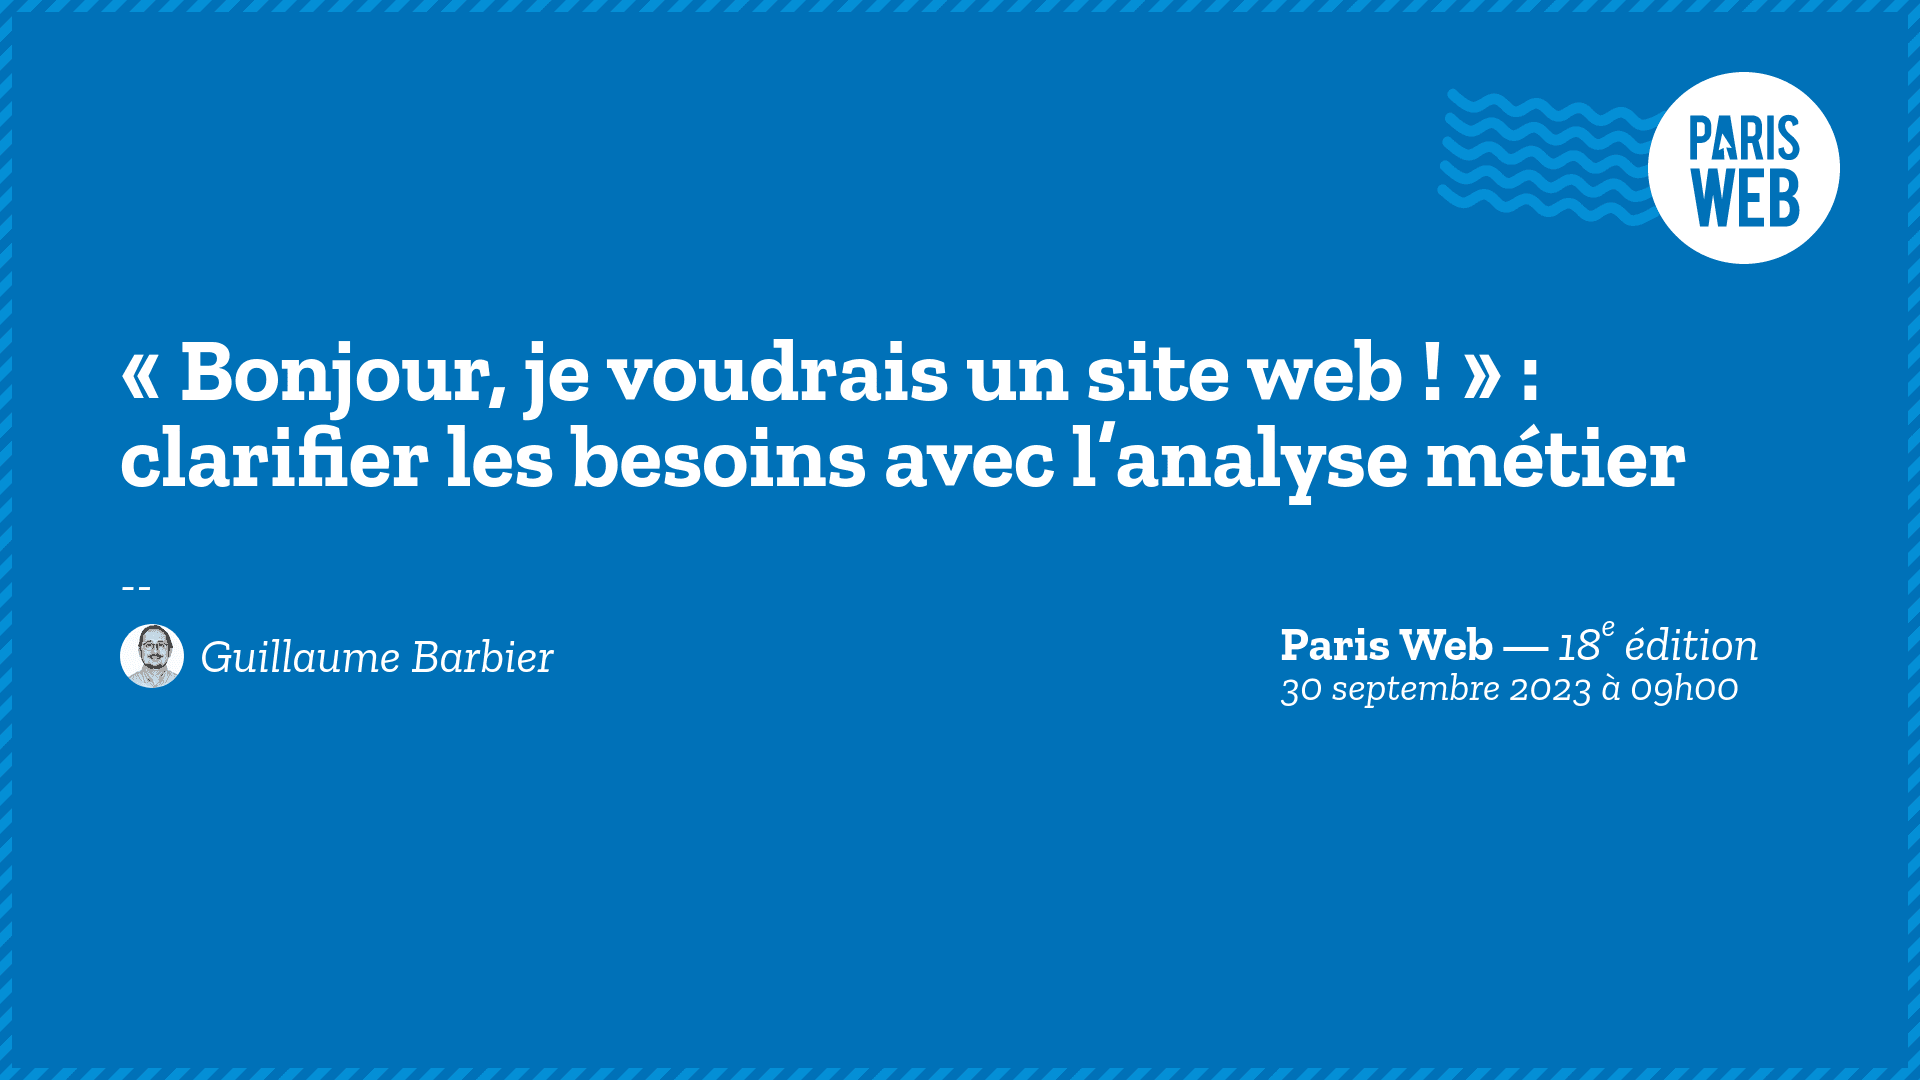 PARIS
WEB
« Bonjour, je voudrais un site web ! » :
clarifier les besoins avec l’analyse métier
--
Guillaume Barbier
Paris Web — 18e édition
30 septembre 2023 à 09h00